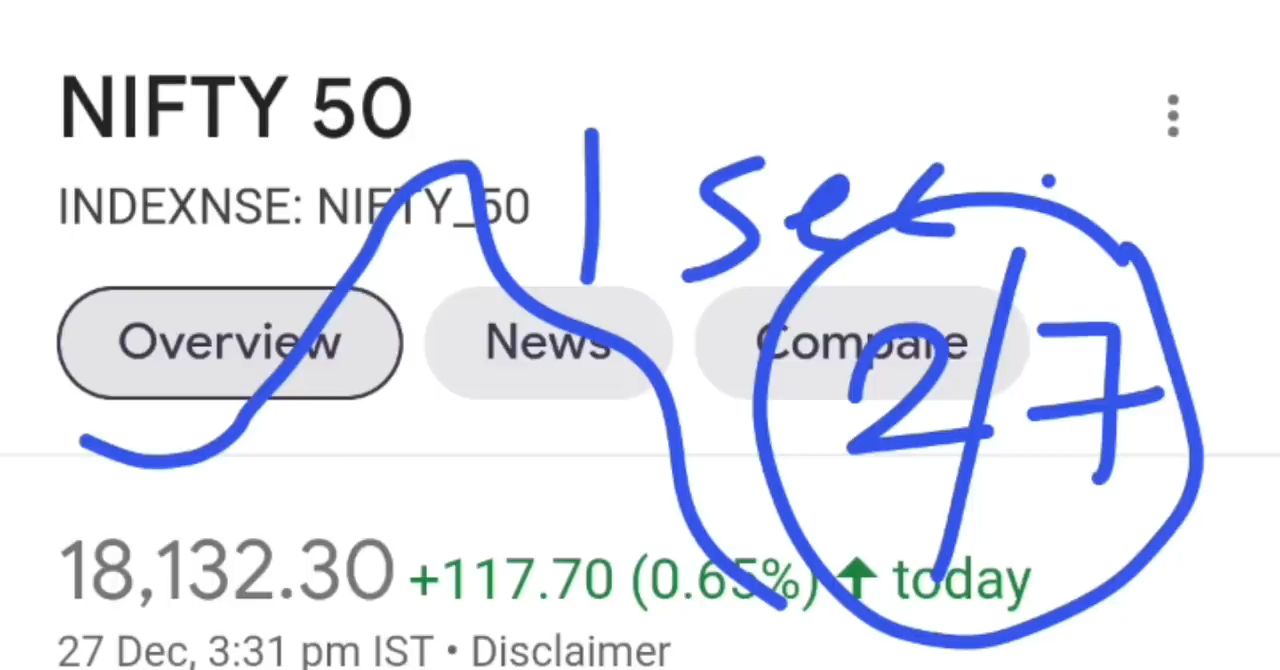 NIFTY 50
INDEXNSE: NIFTY_50
1 sec.
Overview News Compare
2/7
18,132.30 +117.70 (0.65%) ↑ today
27 Dec, 3:31 pm IST • Disclaimer